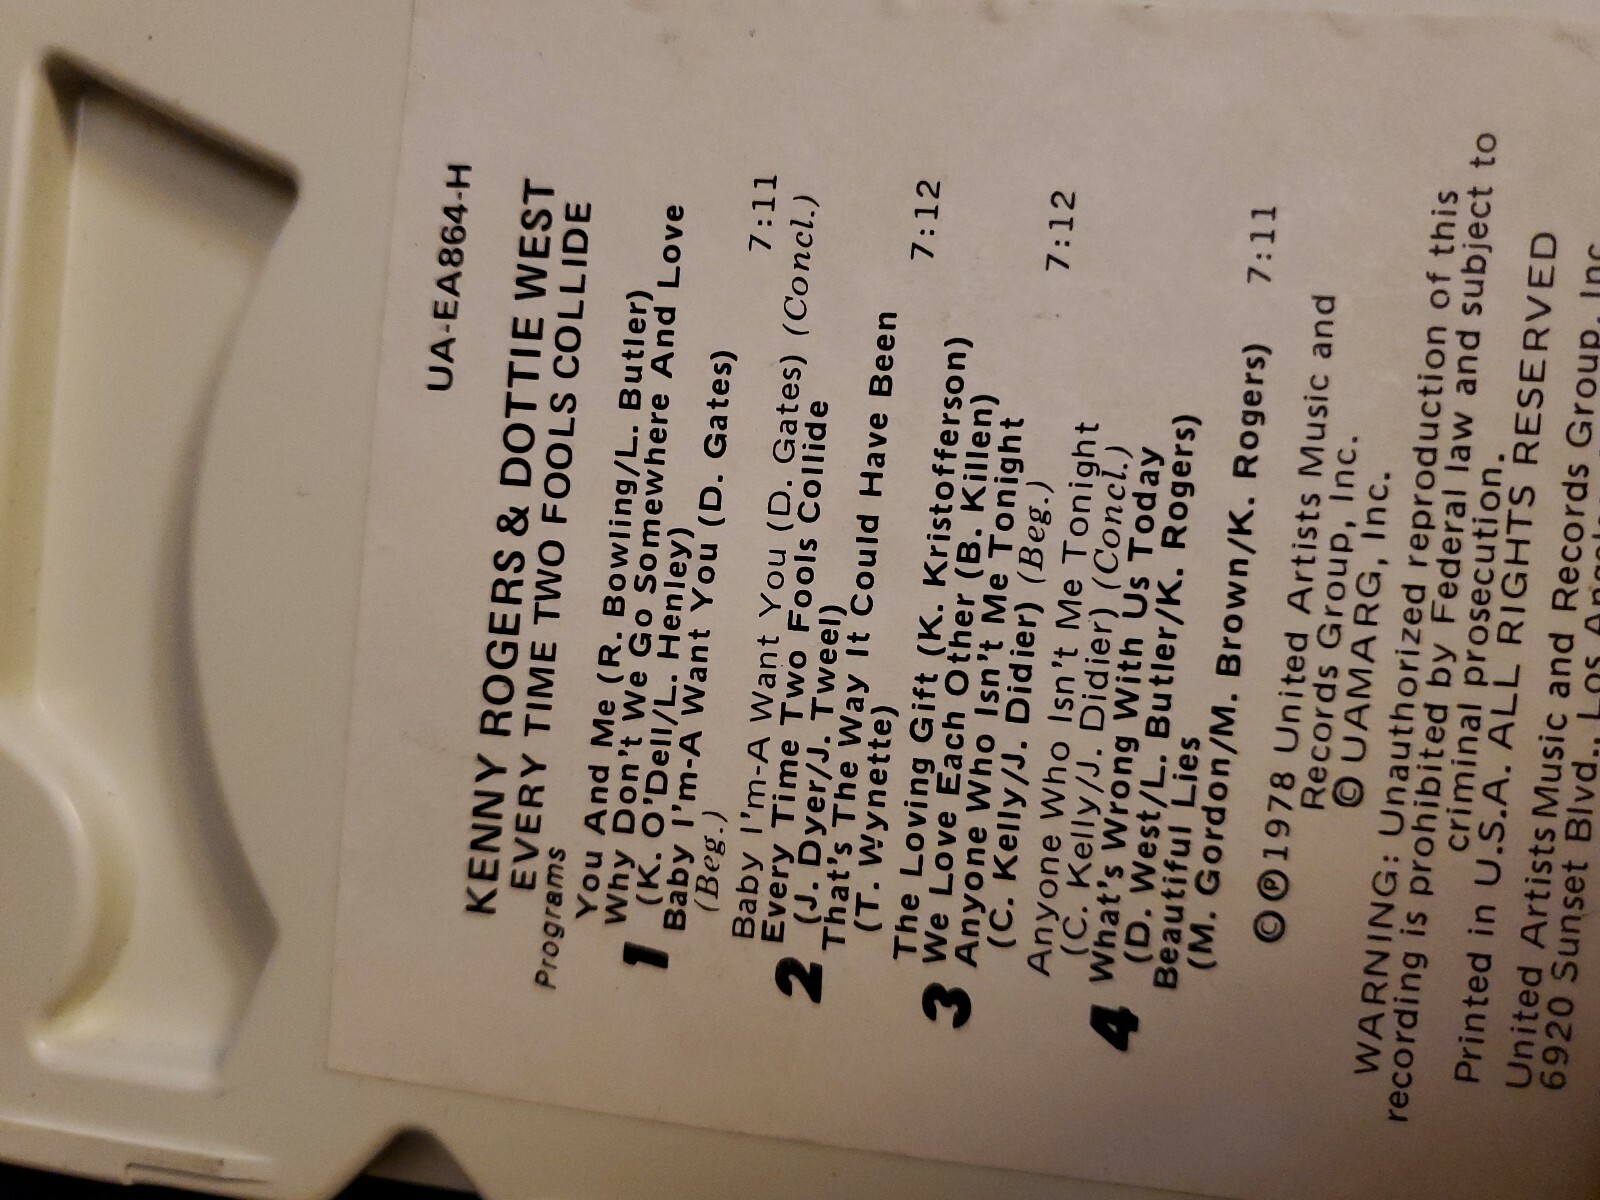 UA-EA864-H
KENNY ROGERS & DOTTIE WEST
EVERY TIME TWO FOOLS COLLIDE
Programs
You And Me (R. Bowling/L. Butler)
1 Why Don't We Go Somewhere And Love
(K. O'Dell/L. Henley)
Baby I'm-A Want You (D. Gates)
(Beg.) 7:11
Baby I'm-A Want You (D. Gates) (Concl.)
2 Every Time Two Fools Collide
(J. Dyer/J. Tweel)
That's The Way It Could Have Been
(T. Wynette) 7:12
The Loving Gift (K. Kristofferson)
3 We Love Each Other (B. Killen)
Anyone Who Isn't Me Tonight
(C. Kelly/J. Didier) (Beg.) 7:12
Anyone Who Isn't Me Tonight
(C. Kelly/J. Didier) (Concl.)
4 What's Wrong With Us Today
(D. West/L. Butler/K. Rogers)
Beautiful Lies
(M. Gordon/M. Brown/K. Rogers) 7:11
©℗1978 United Artists Music and
Records Group, Inc.
© UAMARG, Inc.
WARNING: Unauthorized reproduction of this
recording is prohibited by Federal law and subject to
criminal prosecution.
Printed in U.S.A. ALL RIGHTS RESERVED
United Artists Music and Records Group, Inc.
6920 Sunset Blvd., Los